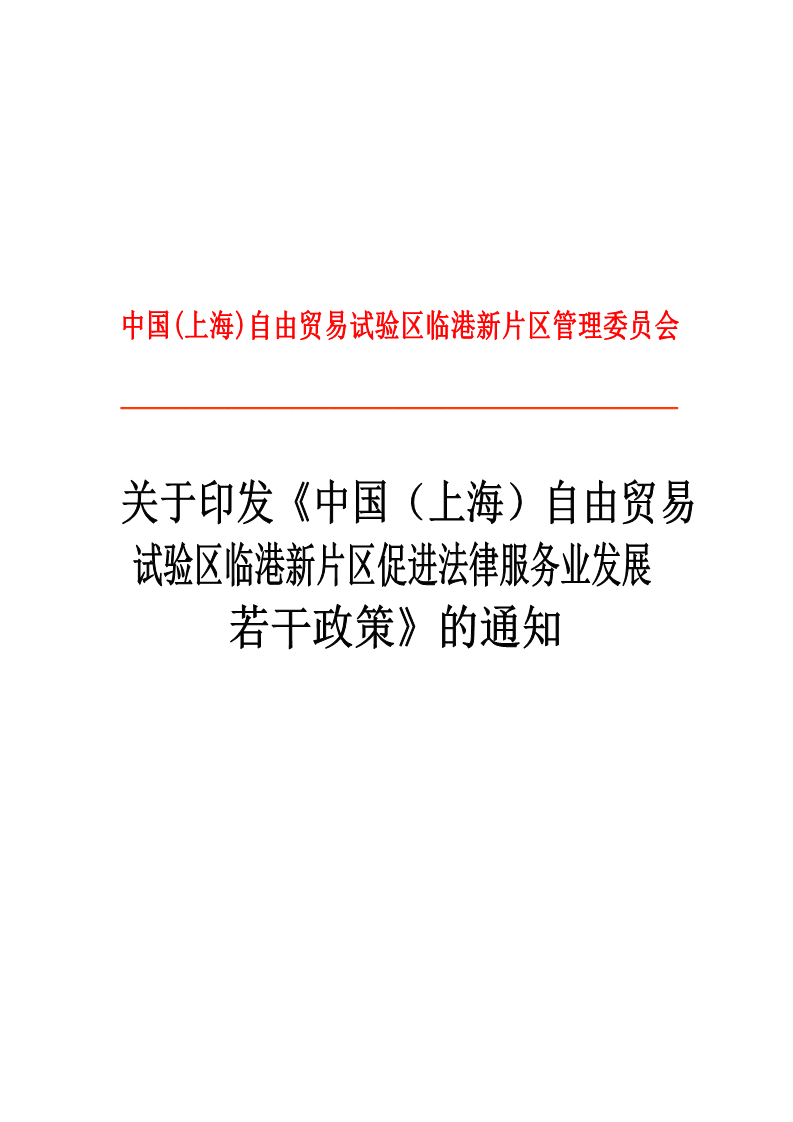 中国(上海)自由贸易试验区临港新片区管理委员会
关于印发《中国（上海）自由贸易
试验区临港新片区促进法律服务业发展
若干政策》的通知